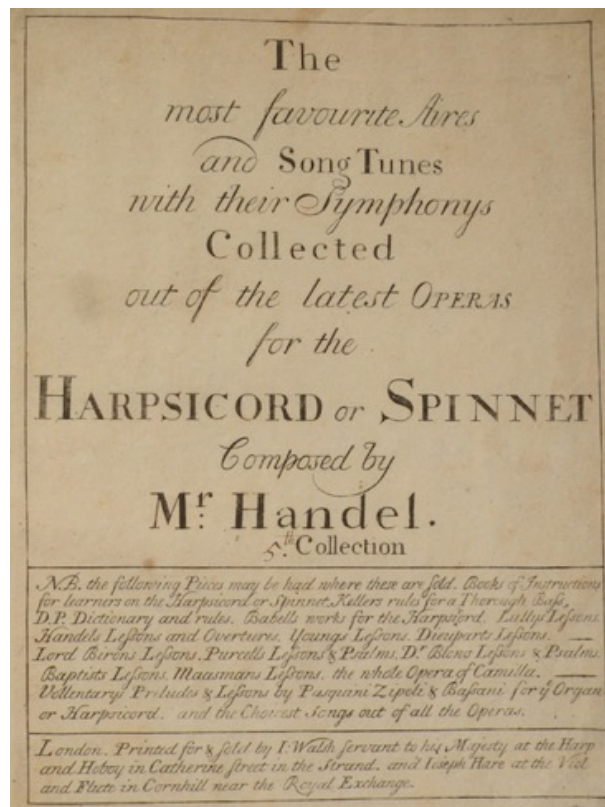 The
most favourite Aires
and Song Tunes
with their Symphonys
Collected
out of the latest OPERAS
for the
HARPSICORD or SPINNET
Composed by
Mr. Handel.
5.th Collection
N.B. the following Pieces may be had where these are sold. Books of Instructions
for learners on the Harpsicord or Spinnet. Kellers rules for a Thorough Bass,
D.P. Dictionary and rules. Babells works for the Harpsicord. Lullys Lessons.
Handels Lessons and Overtures. Youngs Lessons. Dieuparts Lessons.
Lord Birons Lessons. Purcells Lessons & Psalms. D.r Blows Lessons & Psalms.
Baptists Lessons. Maasmans Lessons. the whole Opera of Camilla.
Vollentarys Preludes & Lessons by Pasquini Zipoli & Bassani for ye Organ
or Harpsicord. and the Choicest Songs out of all the Operas.
London. Printed for & sold by I: Walsh servant to his Majesty at the Harp
and Hoboy in Catherine street in the Strand. and Ioseph Hare at the Viol
and Flute in Cornhill near the Royal Exchange.